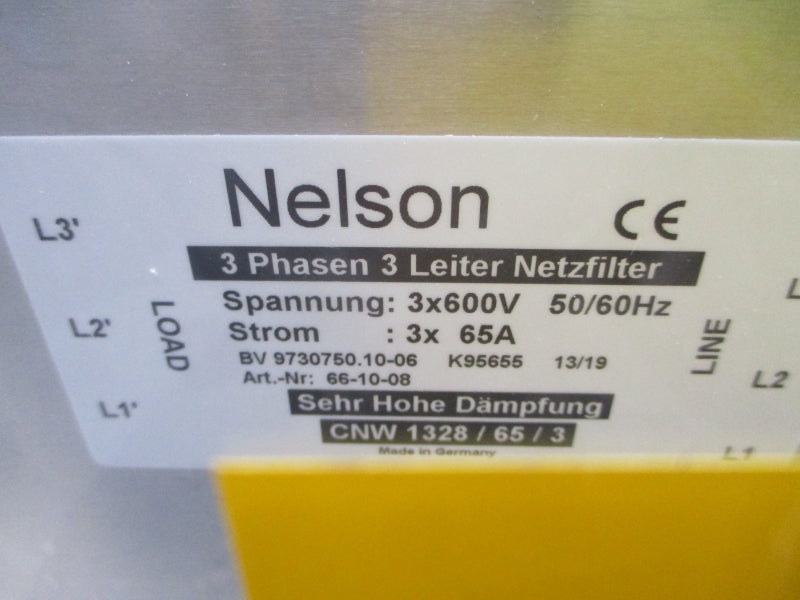 Nelson
CE
3 Phasen 3 Leiter Netzfilter
Spannung: 3x600V 50/60Hz
Strom : 3x 65A
BV 9730750.10-06 K95655 13/19
Art.-Nr: 66-10-08
Sehr Hohe Dämpfung
CNW 1328 / 65 / 3
Made in Germany
L3'
L2'
L1'
LOAD
LINE
L2
L1